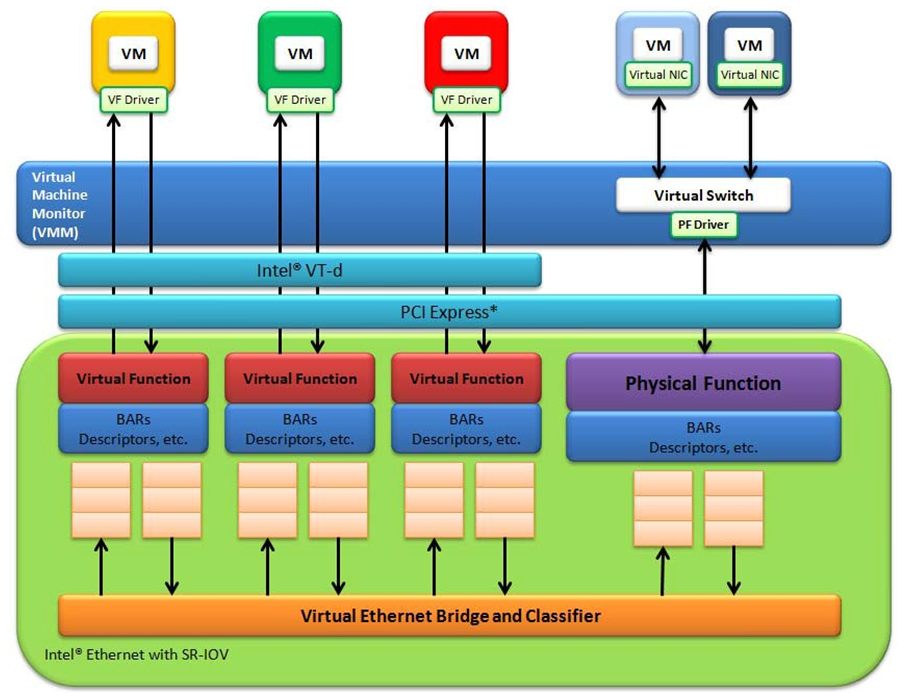 VM
VM
VM
VM
VM
Virtual NIC
Virtual NIC
VF Driver
VF Driver
VF Driver
Virtual
Machine
Monitor
(VMM)
Virtual Switch
PF Driver
Intel® VT-d
PCI Express*
Virtual Function
Virtual Function
Virtual Function
Physical Function
BARs
Descriptors, etc.
BARs
Descriptors, etc.
BARs
Descriptors, etc.
BARs
Descriptors, etc.
Virtual Ethernet Bridge and Classifier
Intel® Ethernet with SR-IOV